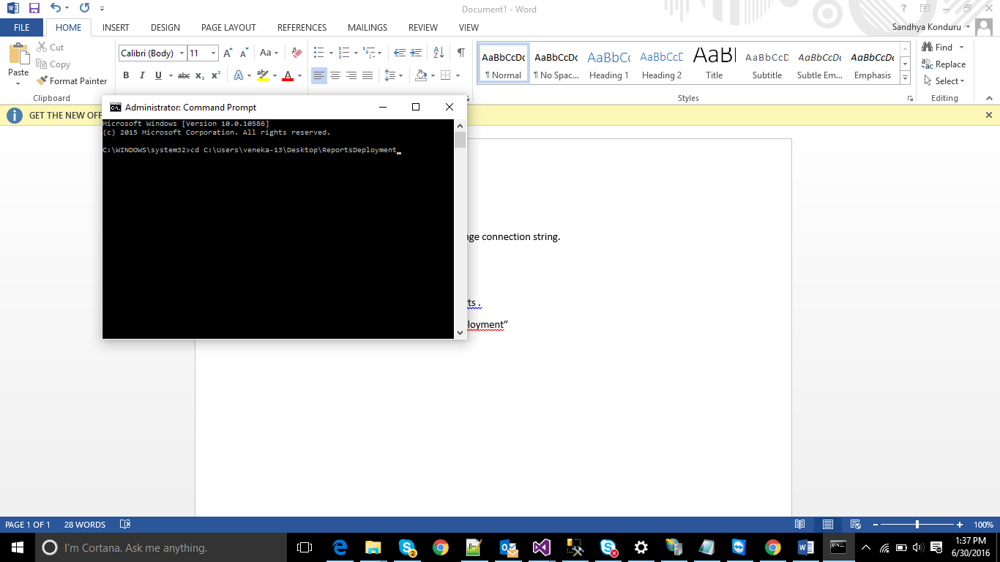 Document1 - Word
FILE HOME INSERT DESIGN PAGE LAYOUT REFERENCES MAILINGS REVIEW VIEW
Sandhya Konduru
Paste
Cut
Copy
Format Painter
Clipboard
Calibri (Body) 11
Aa
B I U abc x₂ x²
AaBbCcDc AaBbCcDc AaBbCc AaBbCcD AaBl AaBbCcD AaBbCcDc AaBbCcDc
¶ Normal ¶ No Spac... Heading 1 Heading 2 Title Subtitle Subtle Em... Emphasis
Styles
Find
Replace
Select
Editing
GET THE NEW OFF
Administrator: Command Prompt
Microsoft Windows [Version 10.0.10586]
(c) 2015 Microsoft Corporation. All rights reserved.
C:\WINDOWS\system32>cd C:\Users\veneka-13\Desktop\ReportsDeployment
nge connection string.
rts .
loyment”
PAGE 1 OF 1 28 WORDS
100%
I'm Cortana. Ask me anything.
2
1:37 PM
6/30/2016